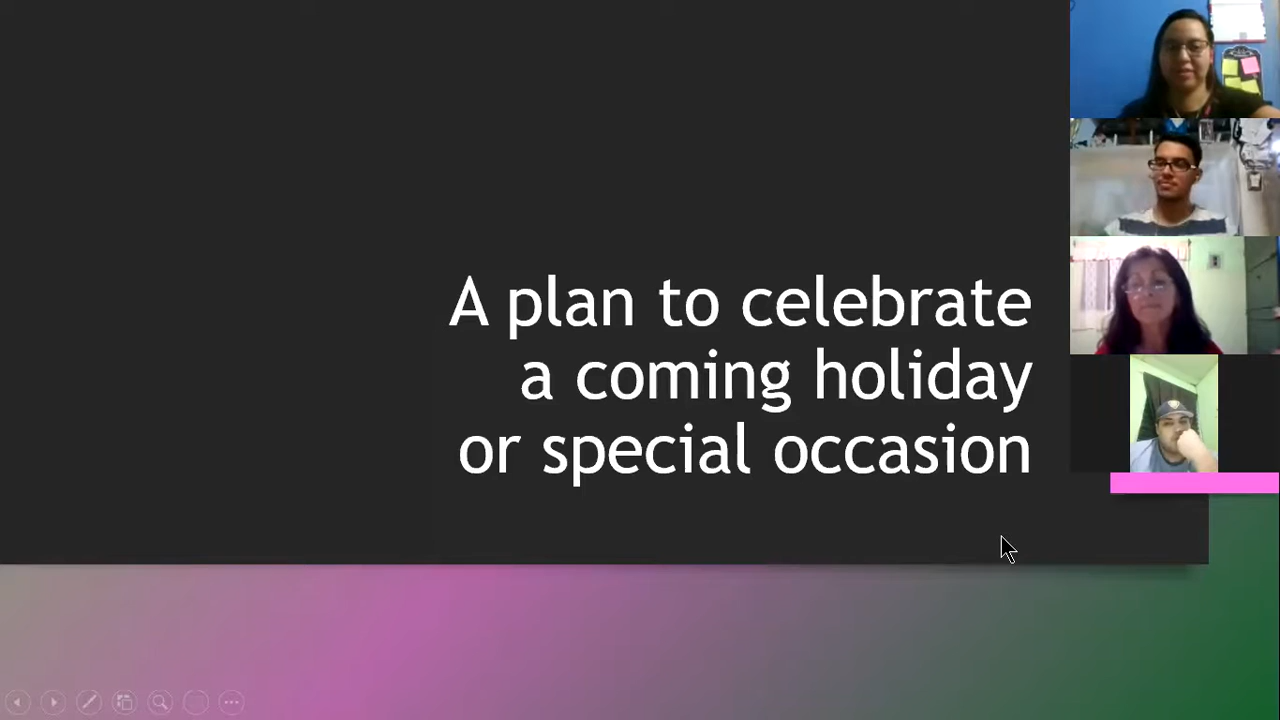 A plan to celebrate
a coming holiday
or special occasion